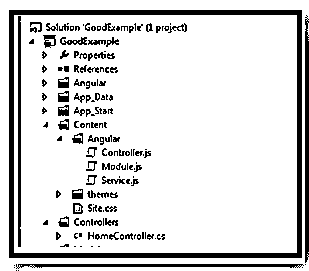 Solution 'GoodExample' (1 project)
GoodExample
Properties
References
Angular
App_Data
App_Start
Content
Angular
Controller.js
Module.js
Service.js
themes
Site.css
Controllers
HomeController.cs